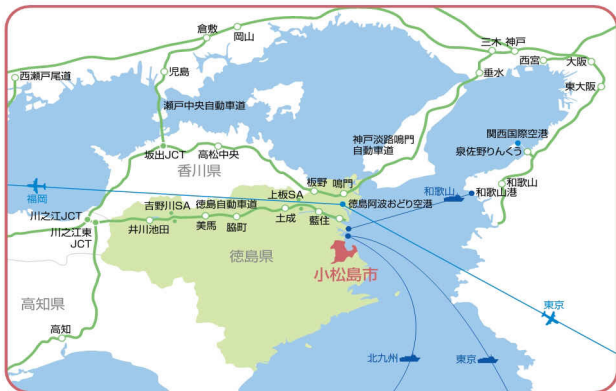 倉敷
岡山
西瀬戸尾道
児島
瀬戸中央自動車道
三木
神戸
西宮
大阪
垂水
東大阪
神戸淡路鳴門
自動車道
関西国際空港
泉佐野りんくう
坂出JCT
高松中央
香川県
板野
鳴門
和歌山
和歌山
和歌山港
福岡
上板SA
徳島阿波おどり空港
吉野川SA
徳島自動車道
川之江JCT
川之江東
JCT
井川池田
美馬
脇町
土成
藍住
徳島県
小松島市
高知県
高知
東京
北九州
東京